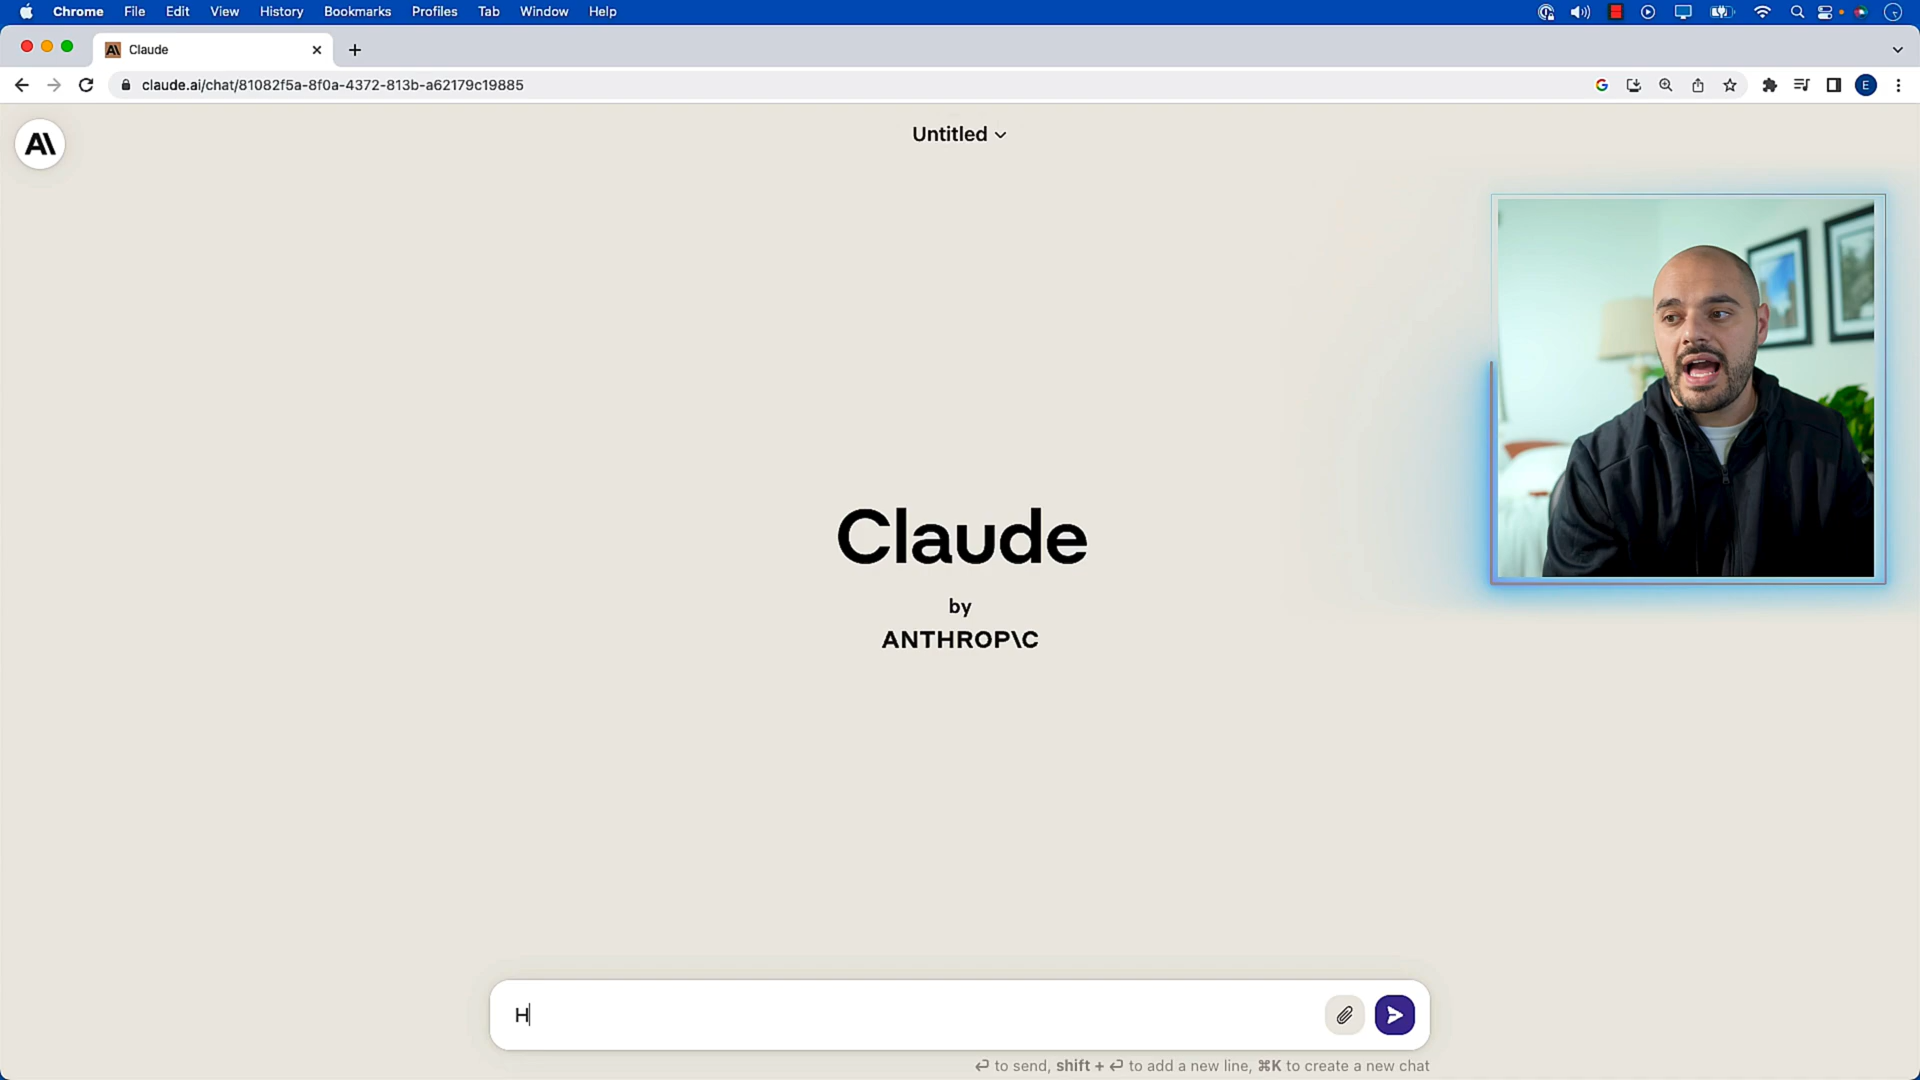 Chrome File Edit View History Bookmarks Profiles Tab Window Help
Claude
claude.ai/chat/81082f5a-8f0a-4372-813b-a62179c19885
E
Untitled
Claude
by
ANTHROP\C
H
⏎ to send, shift + ⏎ to add a new line, ⌘K to create a new chat